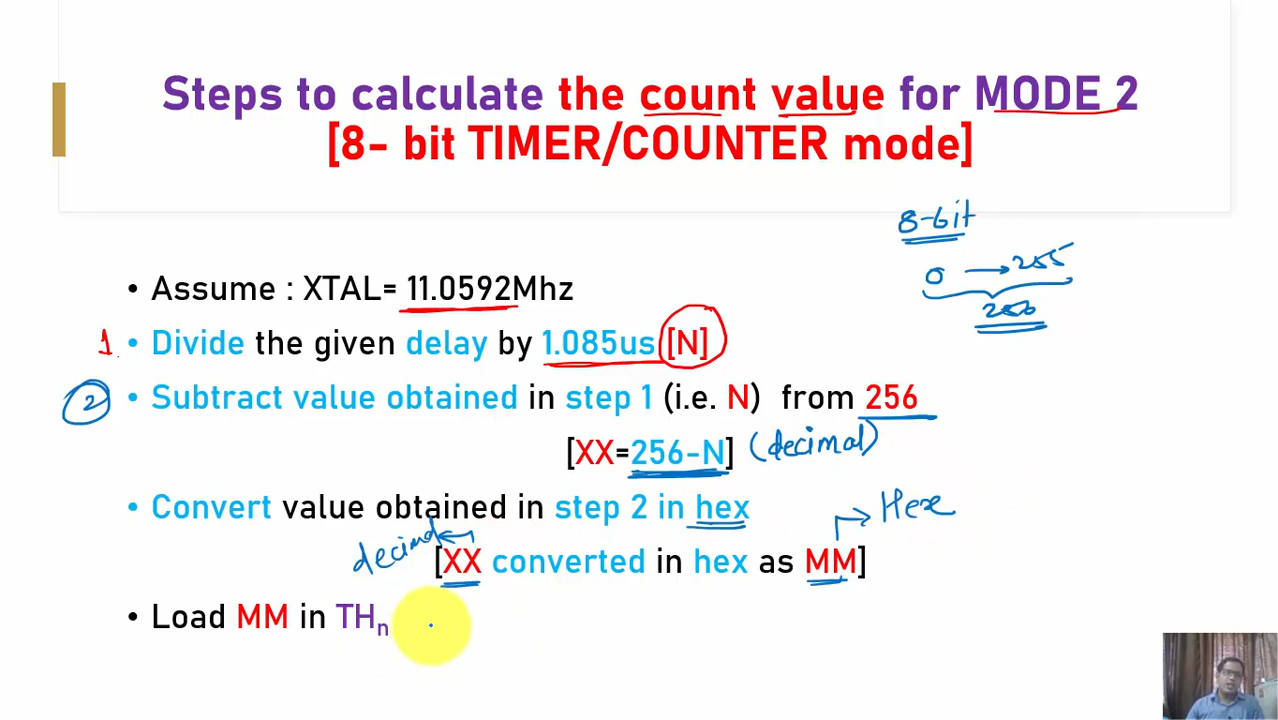 Steps to calculate the count value for MODE 2
[8- bit TIMER/COUNTER mode]
8-bit
0 → 255
256
• Assume : XTAL= 11.0592Mhz
1. • Divide the given delay by 1.085us [N]
2 • Subtract value obtained in step 1 (i.e. N) from 256
[XX=256-N] (decimal)
• Convert value obtained in step 2 in hex
Hex
decimal
[XX converted in hex as MM]
• Load MM in THn